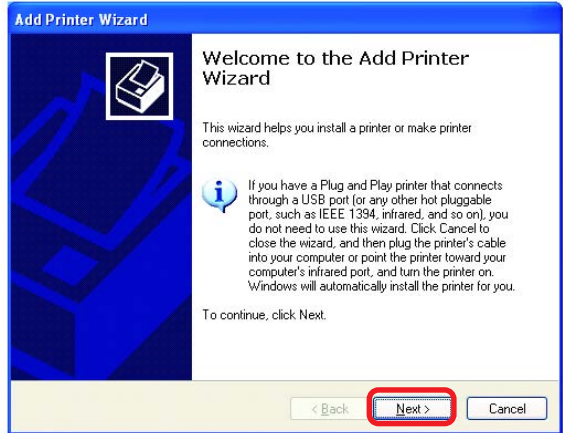 Add Printer Wizard
Welcome to the Add Printer
Wizard
This wizard helps you install a printer or make printer
connections.
If you have a Plug and Play printer that connects
through a USB port (or any other hot pluggable
port, such as IEEE 1394, infrared, and so on), you
do not need to use this wizard. Click Cancel to
close the wizard, and then plug the printer's cable
into your computer or point the printer toward your
computer's infrared port, and turn the printer on.
Windows will automatically install the printer for you.
To continue, click Next.
< Back
Next >
Cancel